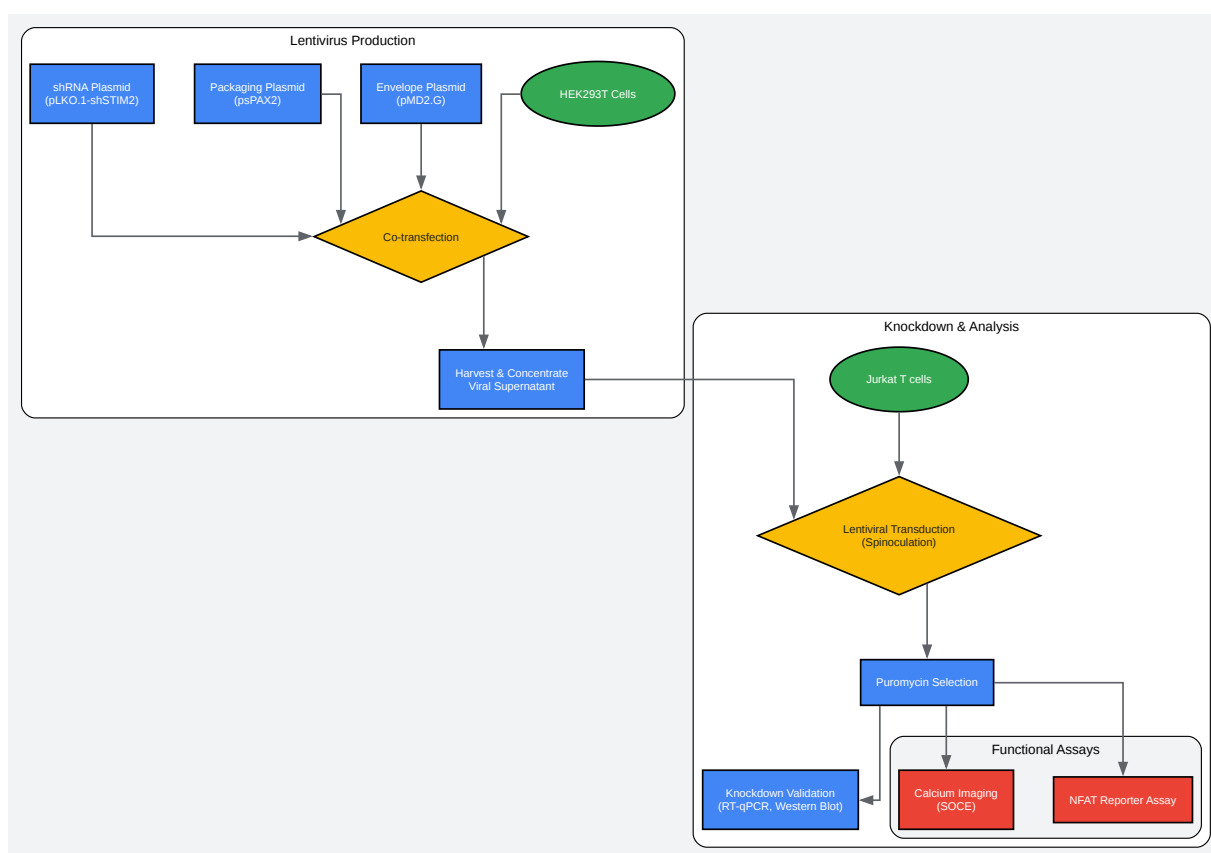 Lentivirus Production
shRNA Plasmid
(pLKO.1-shSTIM2)
Packaging Plasmid
(psPAX2)
Envelope Plasmid
(pMD2.G)
HEK293T Cells
Co-transfection
Harvest & Concentrate
Viral Supernatant
Knockdown & Analysis
Jurkat T cells
Lentiviral Transduction
(Spinoculation)
Puromycin Selection
Knockdown Validation
(RT-qPCR, Western Blot)
Functional Assays
Calcium Imaging
(SOCE)
NFAT Reporter Assay